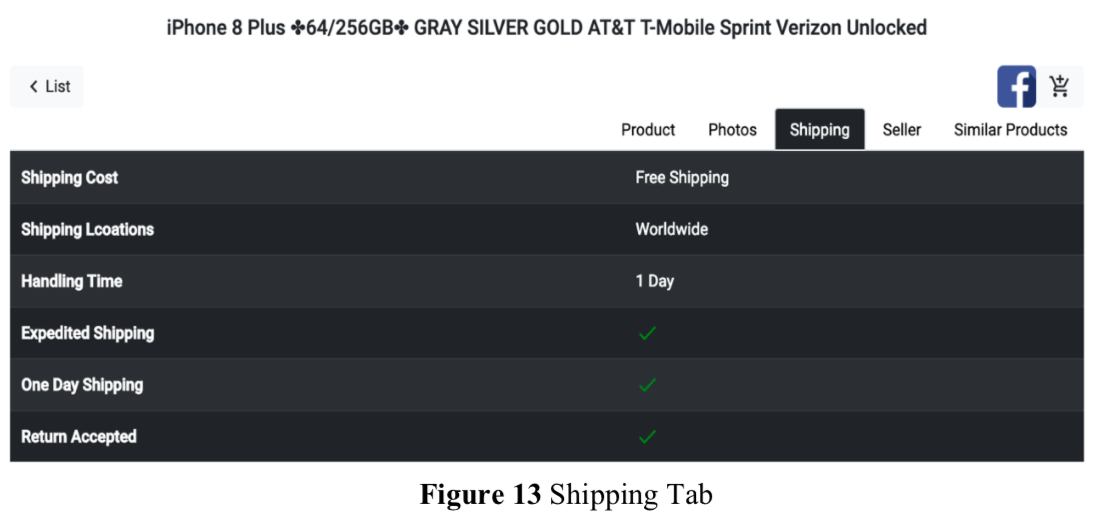 iPhone 8 Plus ✤64/256GB✤ GRAY SILVER GOLD AT&T T-Mobile Sprint Verizon Unlocked
< List
Product Photos Shipping Seller Similar Products
Shipping Cost Free Shipping
Shipping Lcoations Worldwide
Handling Time 1 Day
Expedited Shipping ✓
One Day Shipping ✓
Return Accepted ✓
Figure 13 Shipping Tab